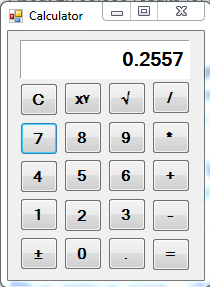 Calculator
0.2557
C xʸ √ /
7 8 9 *
4 5 6 +
1 2 3 -
± 0 . =